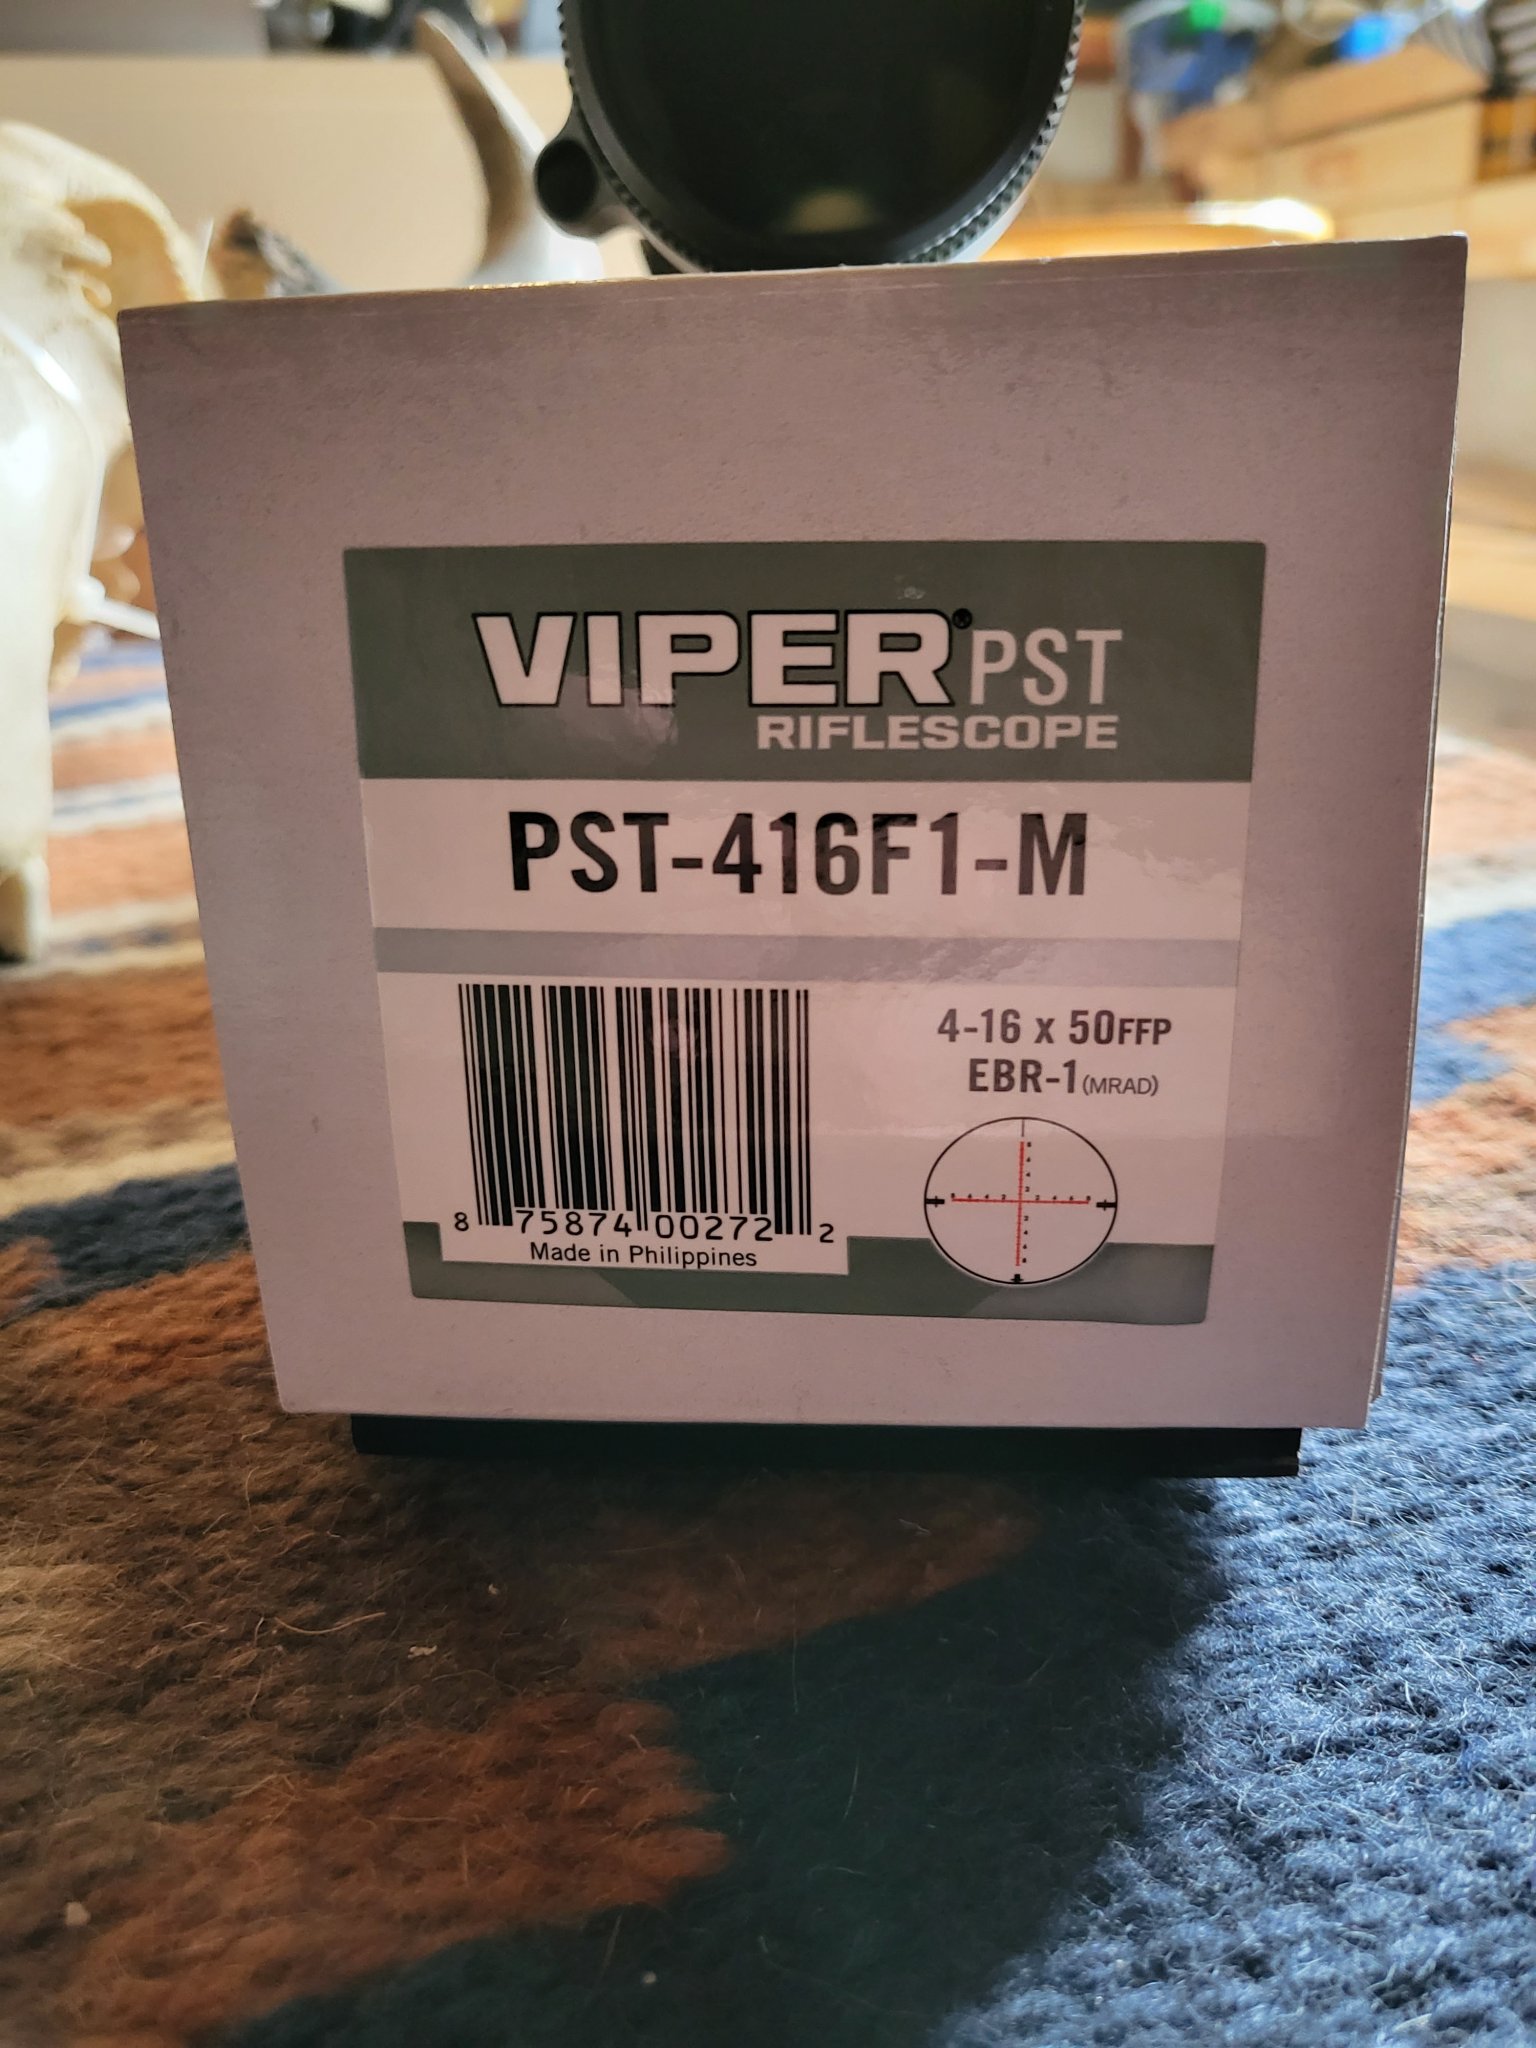 VIPER® PST
RIFLESCOPE
PST-416F1-M
4-16 x 50FFP
EBR-1(MRAD)
8 75874 00272 2
Made in Philippines